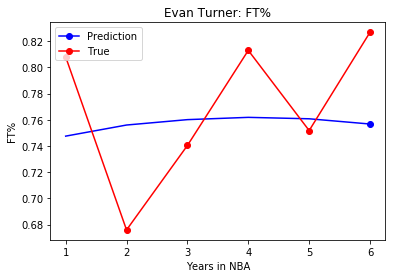 Evan Turner: FT%
Prediction
True
0.82
0.80
0.78
0.76
0.74
0.72
0.70
0.68
FT%
1 2 3 4 5 6
Years in NBA